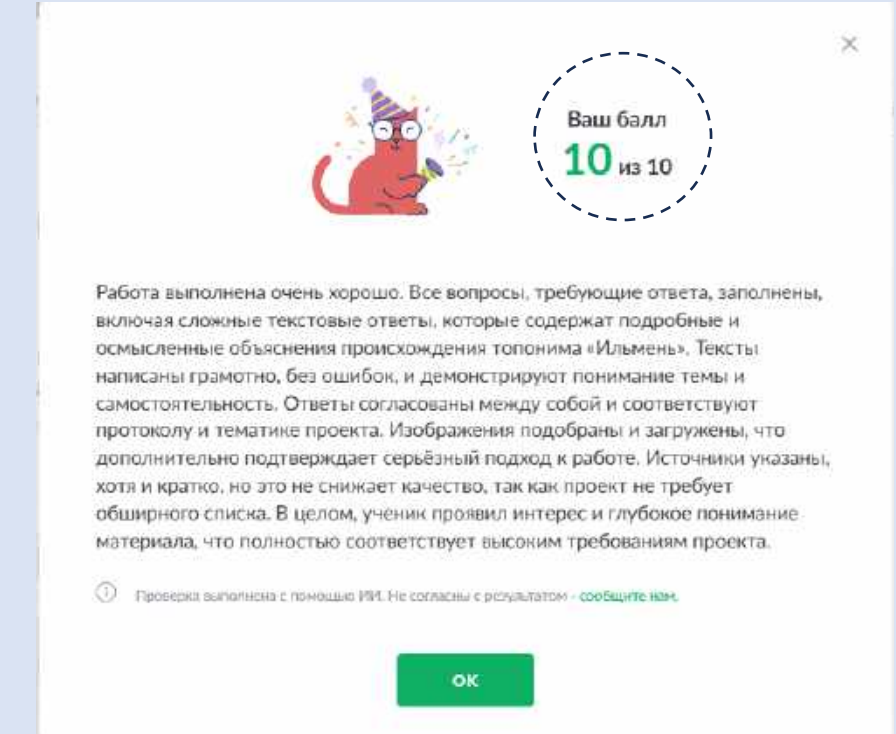 Ваш балл
10 из 10
Работа выполнена очень хорошо. Все вопросы, требующие ответа, заполнены,
включая сложные текстовые ответы, которые содержат подробные и
осмысленные объяснения происхождения топонима «Ильмень». Тексты
написаны грамотно, без ошибок, и демонстрируют понимание темы и
самостоятельность. Ответы согласованы между собой и соответствуют
протоколу и тематике проекта. Изображения подобраны и загружены, что
дополнительно подтверждает серьёзный подход к работе. Источники указаны,
хотя и кратко, но это не снижает качество, так как проект не требует
обширного списка. В целом, ученик проявил интерес и глубокое понимание
материала, что полностью соответствует высоким требованиям проекта.
Проверка выполнена с помощью ИИ. Не согласны с результатом - сообщите нам.
ОК